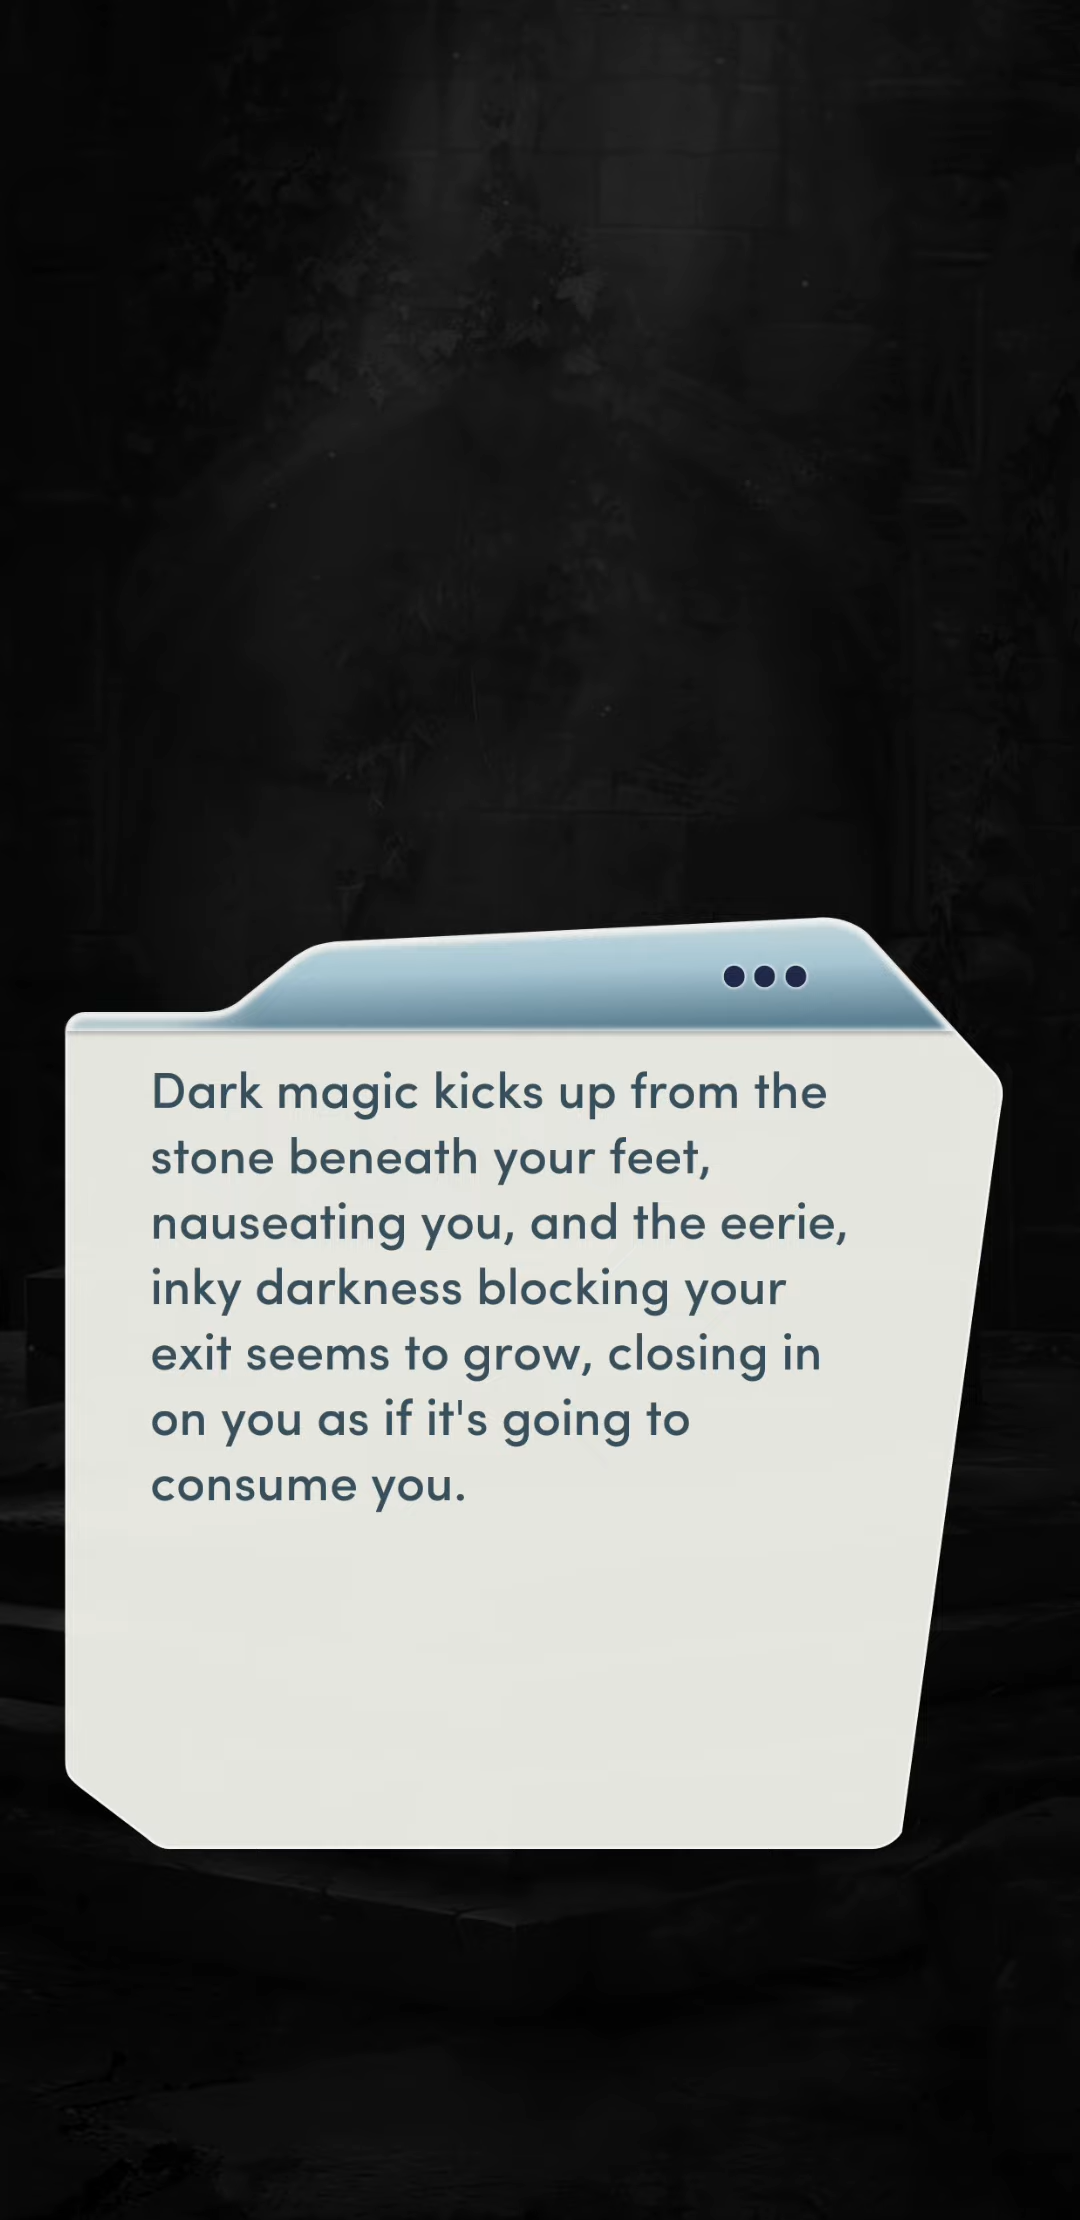 Dark magic kicks up from the
stone beneath your feet,
nauseating you, and the eerie,
inky darkness blocking your
exit seems to grow, closing in
on you as if it's going to
consume you.